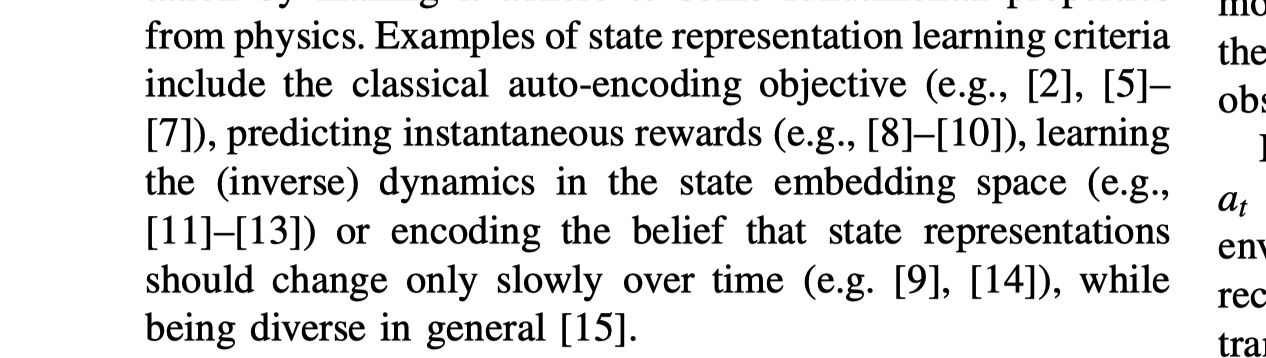 from physics. Examples of state representation learning criteria
include the classical auto-encoding objective (e.g., [2], [5]–
[7]), predicting instantaneous rewards (e.g., [8]–[10]), learning
the (inverse) dynamics in the state embedding space (e.g.,
[11]–[13]) or encoding the belief that state representations
should change only slowly over time (e.g. [9], [14]), while
being diverse in general [15].
the
obs
a_t
env
rec
tra